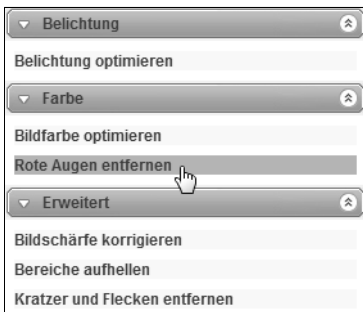 Belichtung
Belichtung optimieren
Farbe
Bildfarbe optimieren
Rote Augen entfernen
Erweitert
Bildschärfe korrigieren
Bereiche aufhellen
Kratzer und Flecken entfernen